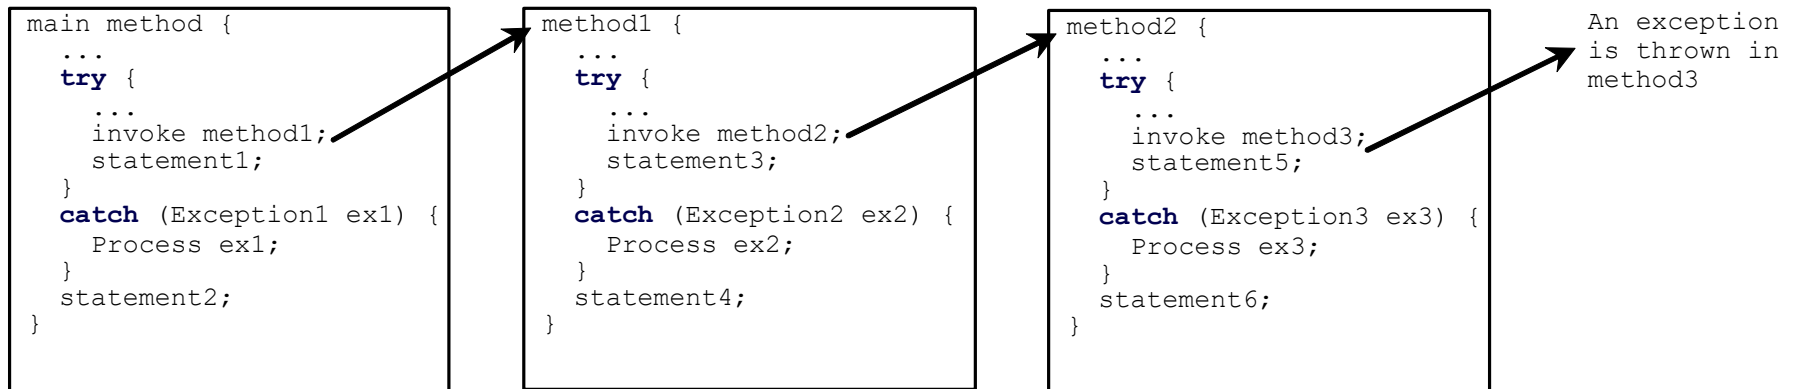 main method {
...
try {
...
invoke method1;
statement1;
}
catch (Exception1 ex1) {
Process ex1;
}
statement2;
}
method1 {
...
try {
...
invoke method2;
statement3;
}
catch (Exception2 ex2) {
Process ex2;
}
statement4;
}
method2 {
...
try {
...
invoke method3;
statement5;
}
catch (Exception3 ex3) {
Process ex3;
}
statement6;
}
An exception
is thrown in
method3